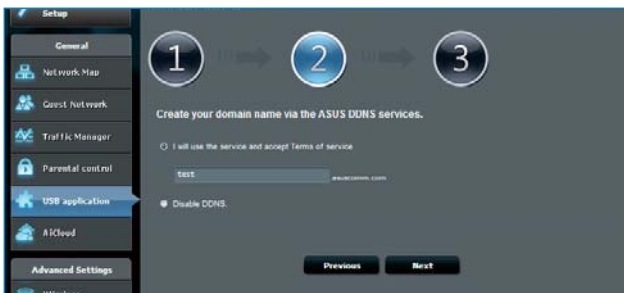 Setup
General
1
2
3
Network Map
Guest Network
Create your domain name via the ASUS DDNS services.
Traffic Manager
I will use the service and accept Terms of service
Parental control
test
.asuscomm.com
USB application
Disable DDNS.
AiCloud
Previous
Next
Advanced Settings